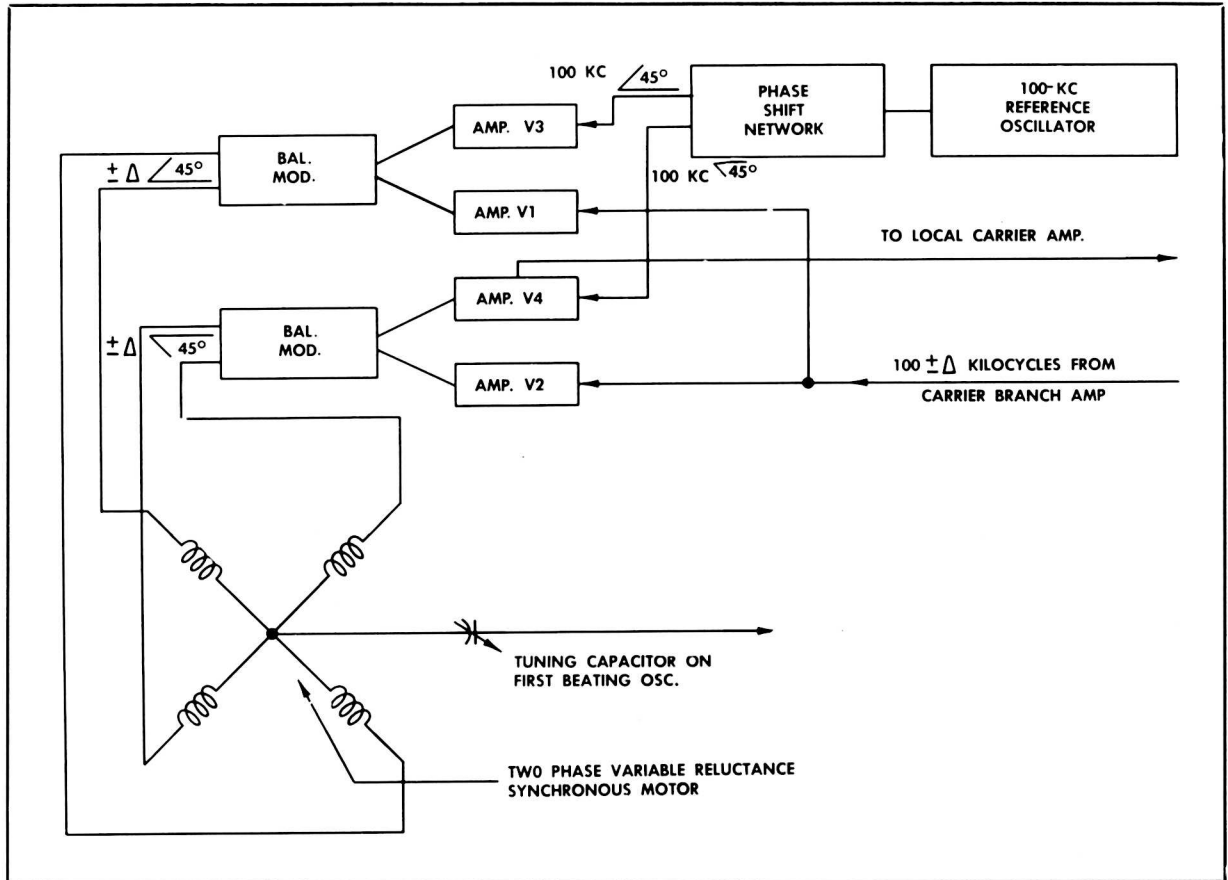 100 KC ∠45°
PHASE
SHIFT
NETWORK
100-KC
REFERENCE
OSCILLATOR
AMP. V3
BAL.
MOD.
± Δ ∠45°
100 KC 45°
AMP. V1
TO LOCAL CARRIER AMP.
AMP. V4
BAL.
MOD.
± Δ 45°
100 ± Δ KILOCYCLES FROM
CARRIER BRANCH AMP
AMP. V2
TUNING CAPACITOR ON
FIRST BEATING OSC.
TWO PHASE VARIABLE RELUCTANCE
SYNCHRONOUS MOTOR